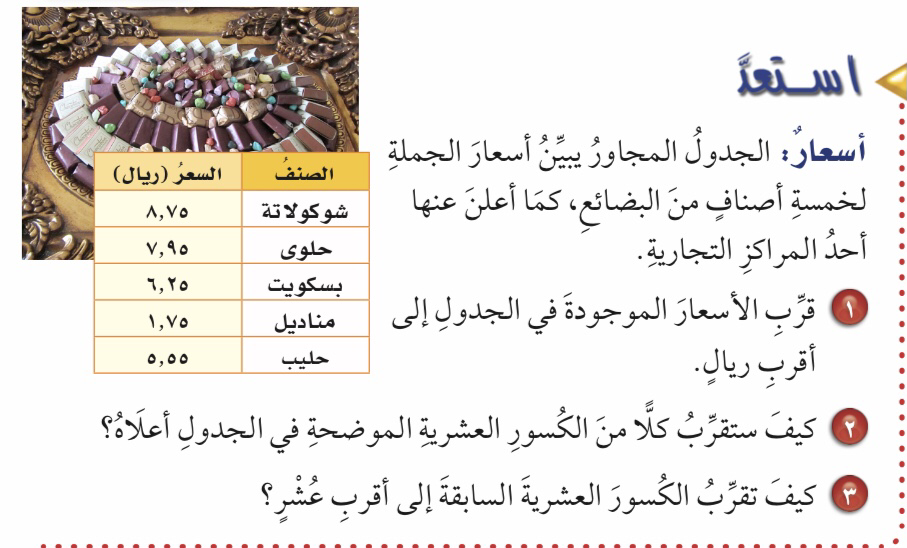 استعدَّ
أسعارٌ: الجدولُ المجاورُ يبيِّنُ أسعارَ الجملةِ
لخمسةِ أصنافٍ منَ البضائعِ، كمَا أعلنَ عنها
أحدُ المراكزِ التجاريةِ.
الصنفُ السعرُ (ريال)
شوكولاتة ٨,٧٥
حلوى ٧,٩٥
بسكويت ٦,٢٥
مناديل ١,٧٥
حليب ٥,٥٥
١ قرِّبِ الأسعارَ الموجودةَ في الجدولِ إلى
أقربِ ريالٍ.
٢ كيفَ ستقرِّبُ كلًّا منَ الكُسورِ العشريةِ الموضحةِ في الجدولِ أعلَاهُ؟
٣ كيفَ تقرِّبُ الكُسورَ العشريةَ السابقةَ إلى أقربِ عُشْرٍ؟